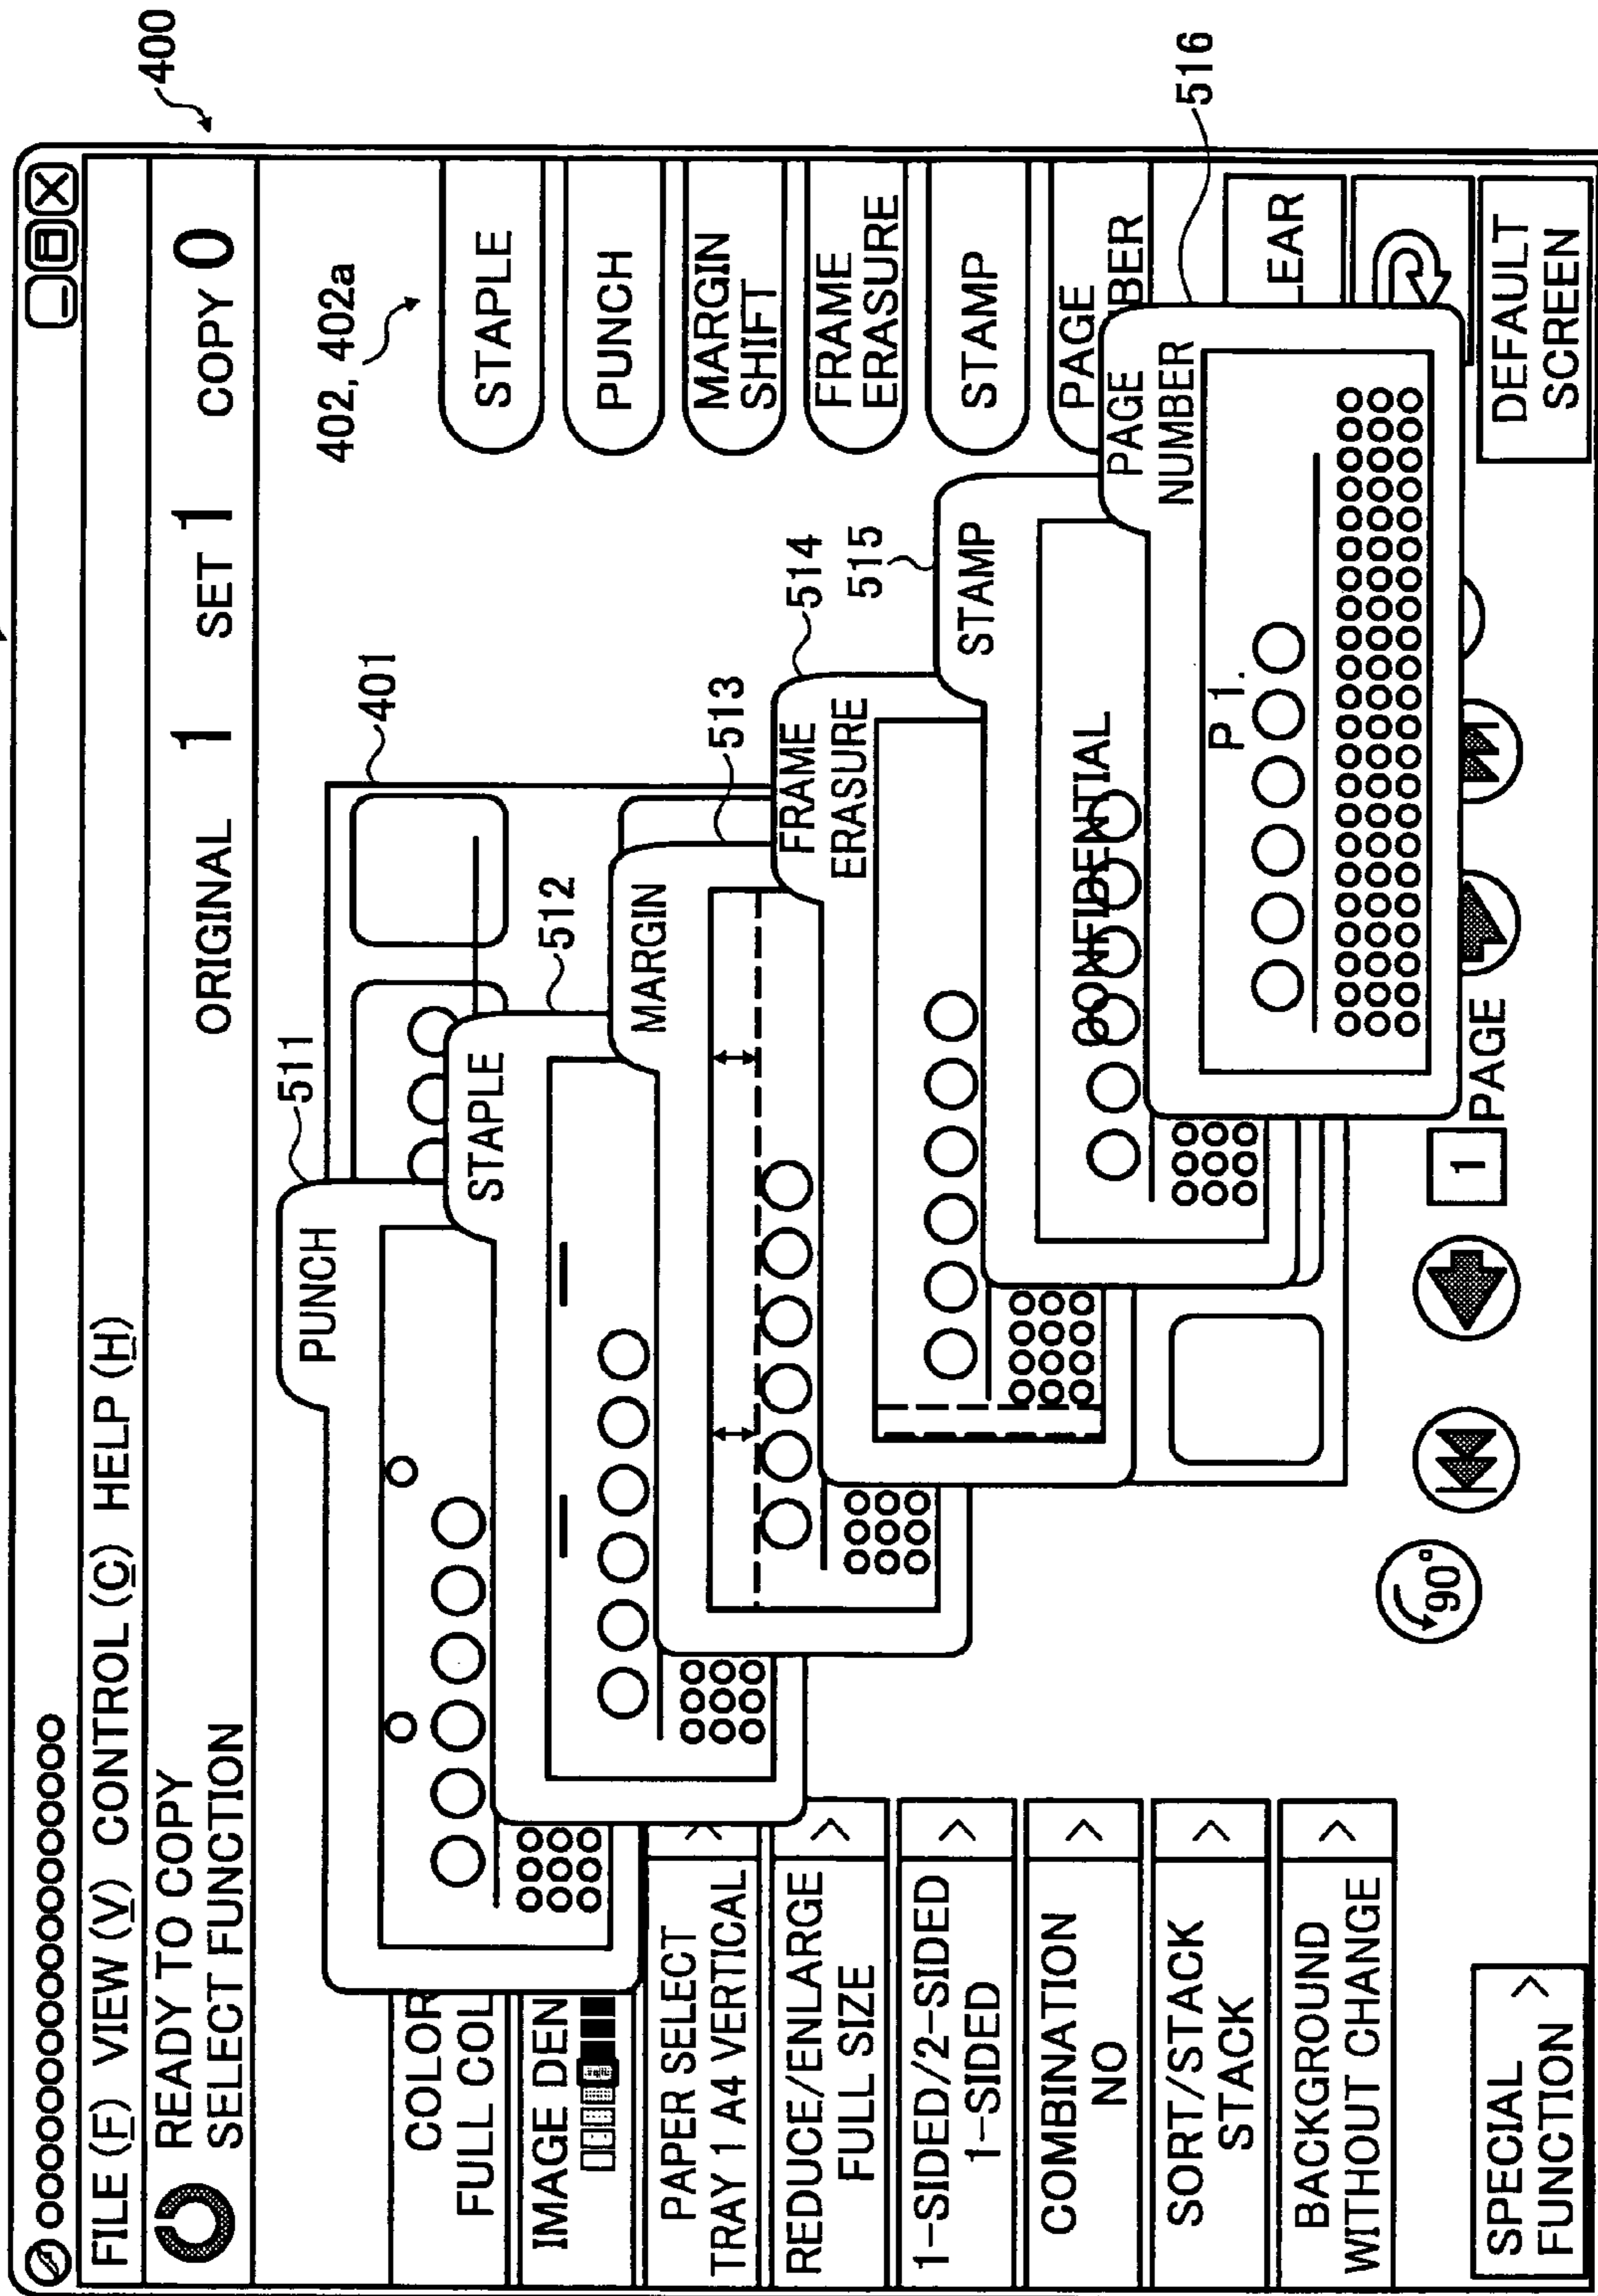 400
FILE (F) VIEW (V) CONTROL (C) HELP (H)
READY TO COPY
SELECT FUNCTION
ORIGINAL 1 SET 1 COPY 0
402, 402a
401
511
PUNCH
512
STAPLE
513
MARGIN
514
FRAME
ERASURE
515
STAMP
CONFIDENTIAL
516
PAGE
NUMBER
P 1.
COLOR
FULL COL
IMAGE DEN
PAPER SELECT
TRAY 1 A4 VERTICAL
REDUCE/ENLARGE
FULL SIZE
1-SIDED/2-SIDED
1-SIDED
COMBINATION
NO
SORT/STACK
STACK
BACKGROUND
WITHOUT CHANGE
SPECIAL
FUNCTION >
STAPLE
PUNCH
MARGIN
SHIFT
FRAME
ERASURE
STAMP
PAGE
BER
LEAR
DEFAULT
SCREEN
90°
1 PAGE